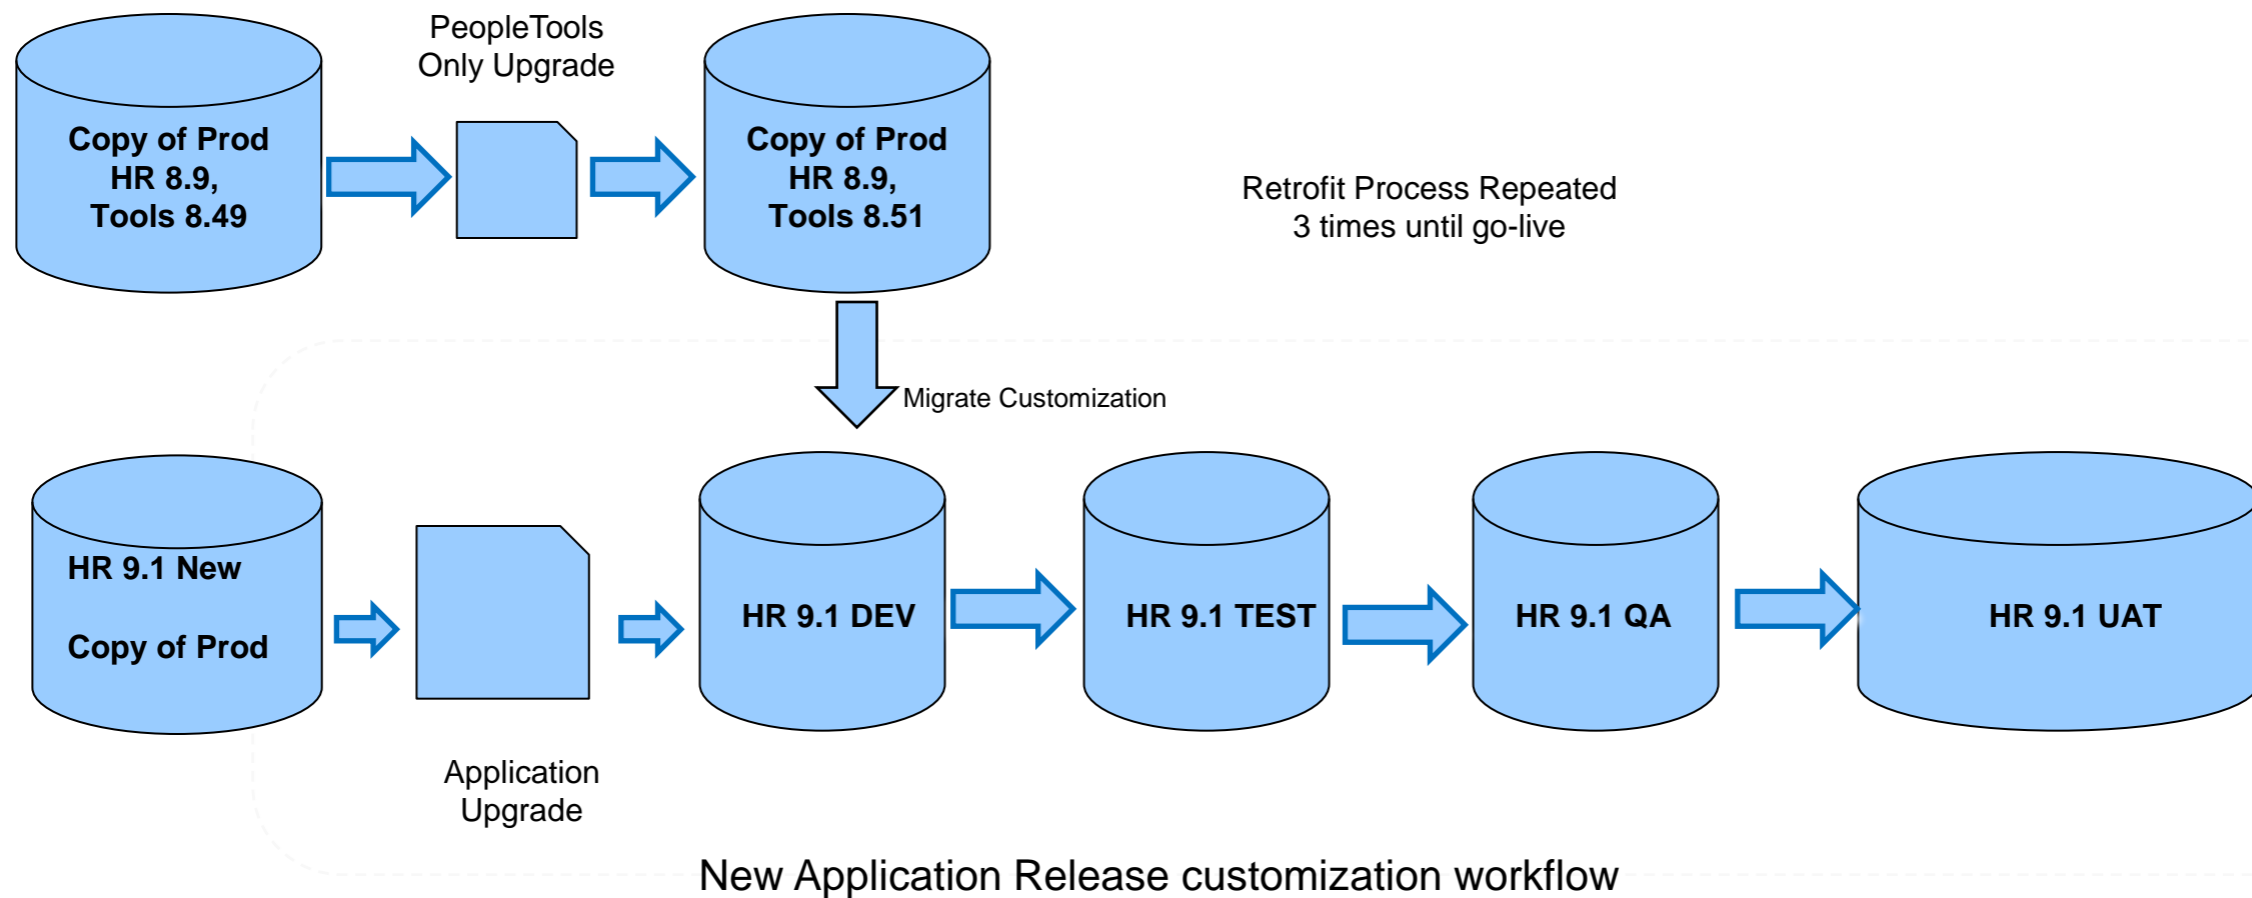 PeopleTools
Only Upgrade
Copy of Prod
HR 8.9,
Tools 8.49
Copy of Prod
HR 8.9,
Tools 8.51
Retrofit Process Repeated
3 times until go-live
Migrate Customization
HR 9.1 New
Copy of Prod
HR 9.1 DEV
HR 9.1 TEST
HR 9.1 QA
HR 9.1 UAT
Application
Upgrade
New Application Release customization workflow